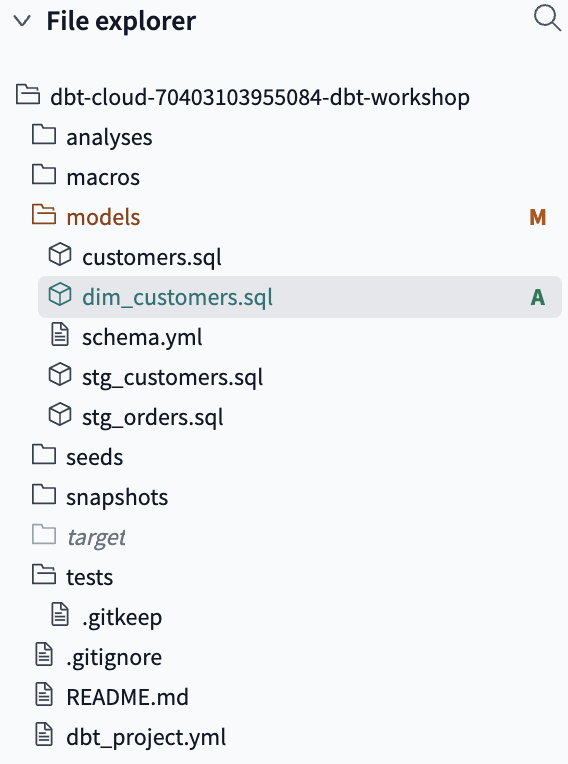 File explorer
dbt-cloud-70403103955084-dbt-workshop
analyses
macros
models M
customers.sql
dim_customers.sql A
schema.yml
stg_customers.sql
stg_orders.sql
seeds
snapshots
target
tests
.gitkeep
.gitignore
README.md
dbt_project.yml